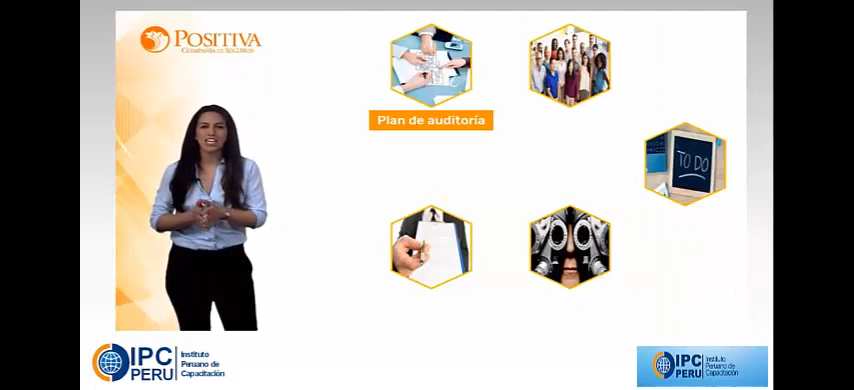 POSITIVA
COMPAÑIA DE SEGUROS
Plan de auditoría
TO DO
IPC
PERU
Instituto
Peruano de
Capacitación
IPC
PERU
Instituto
Peruano de
Capacitación